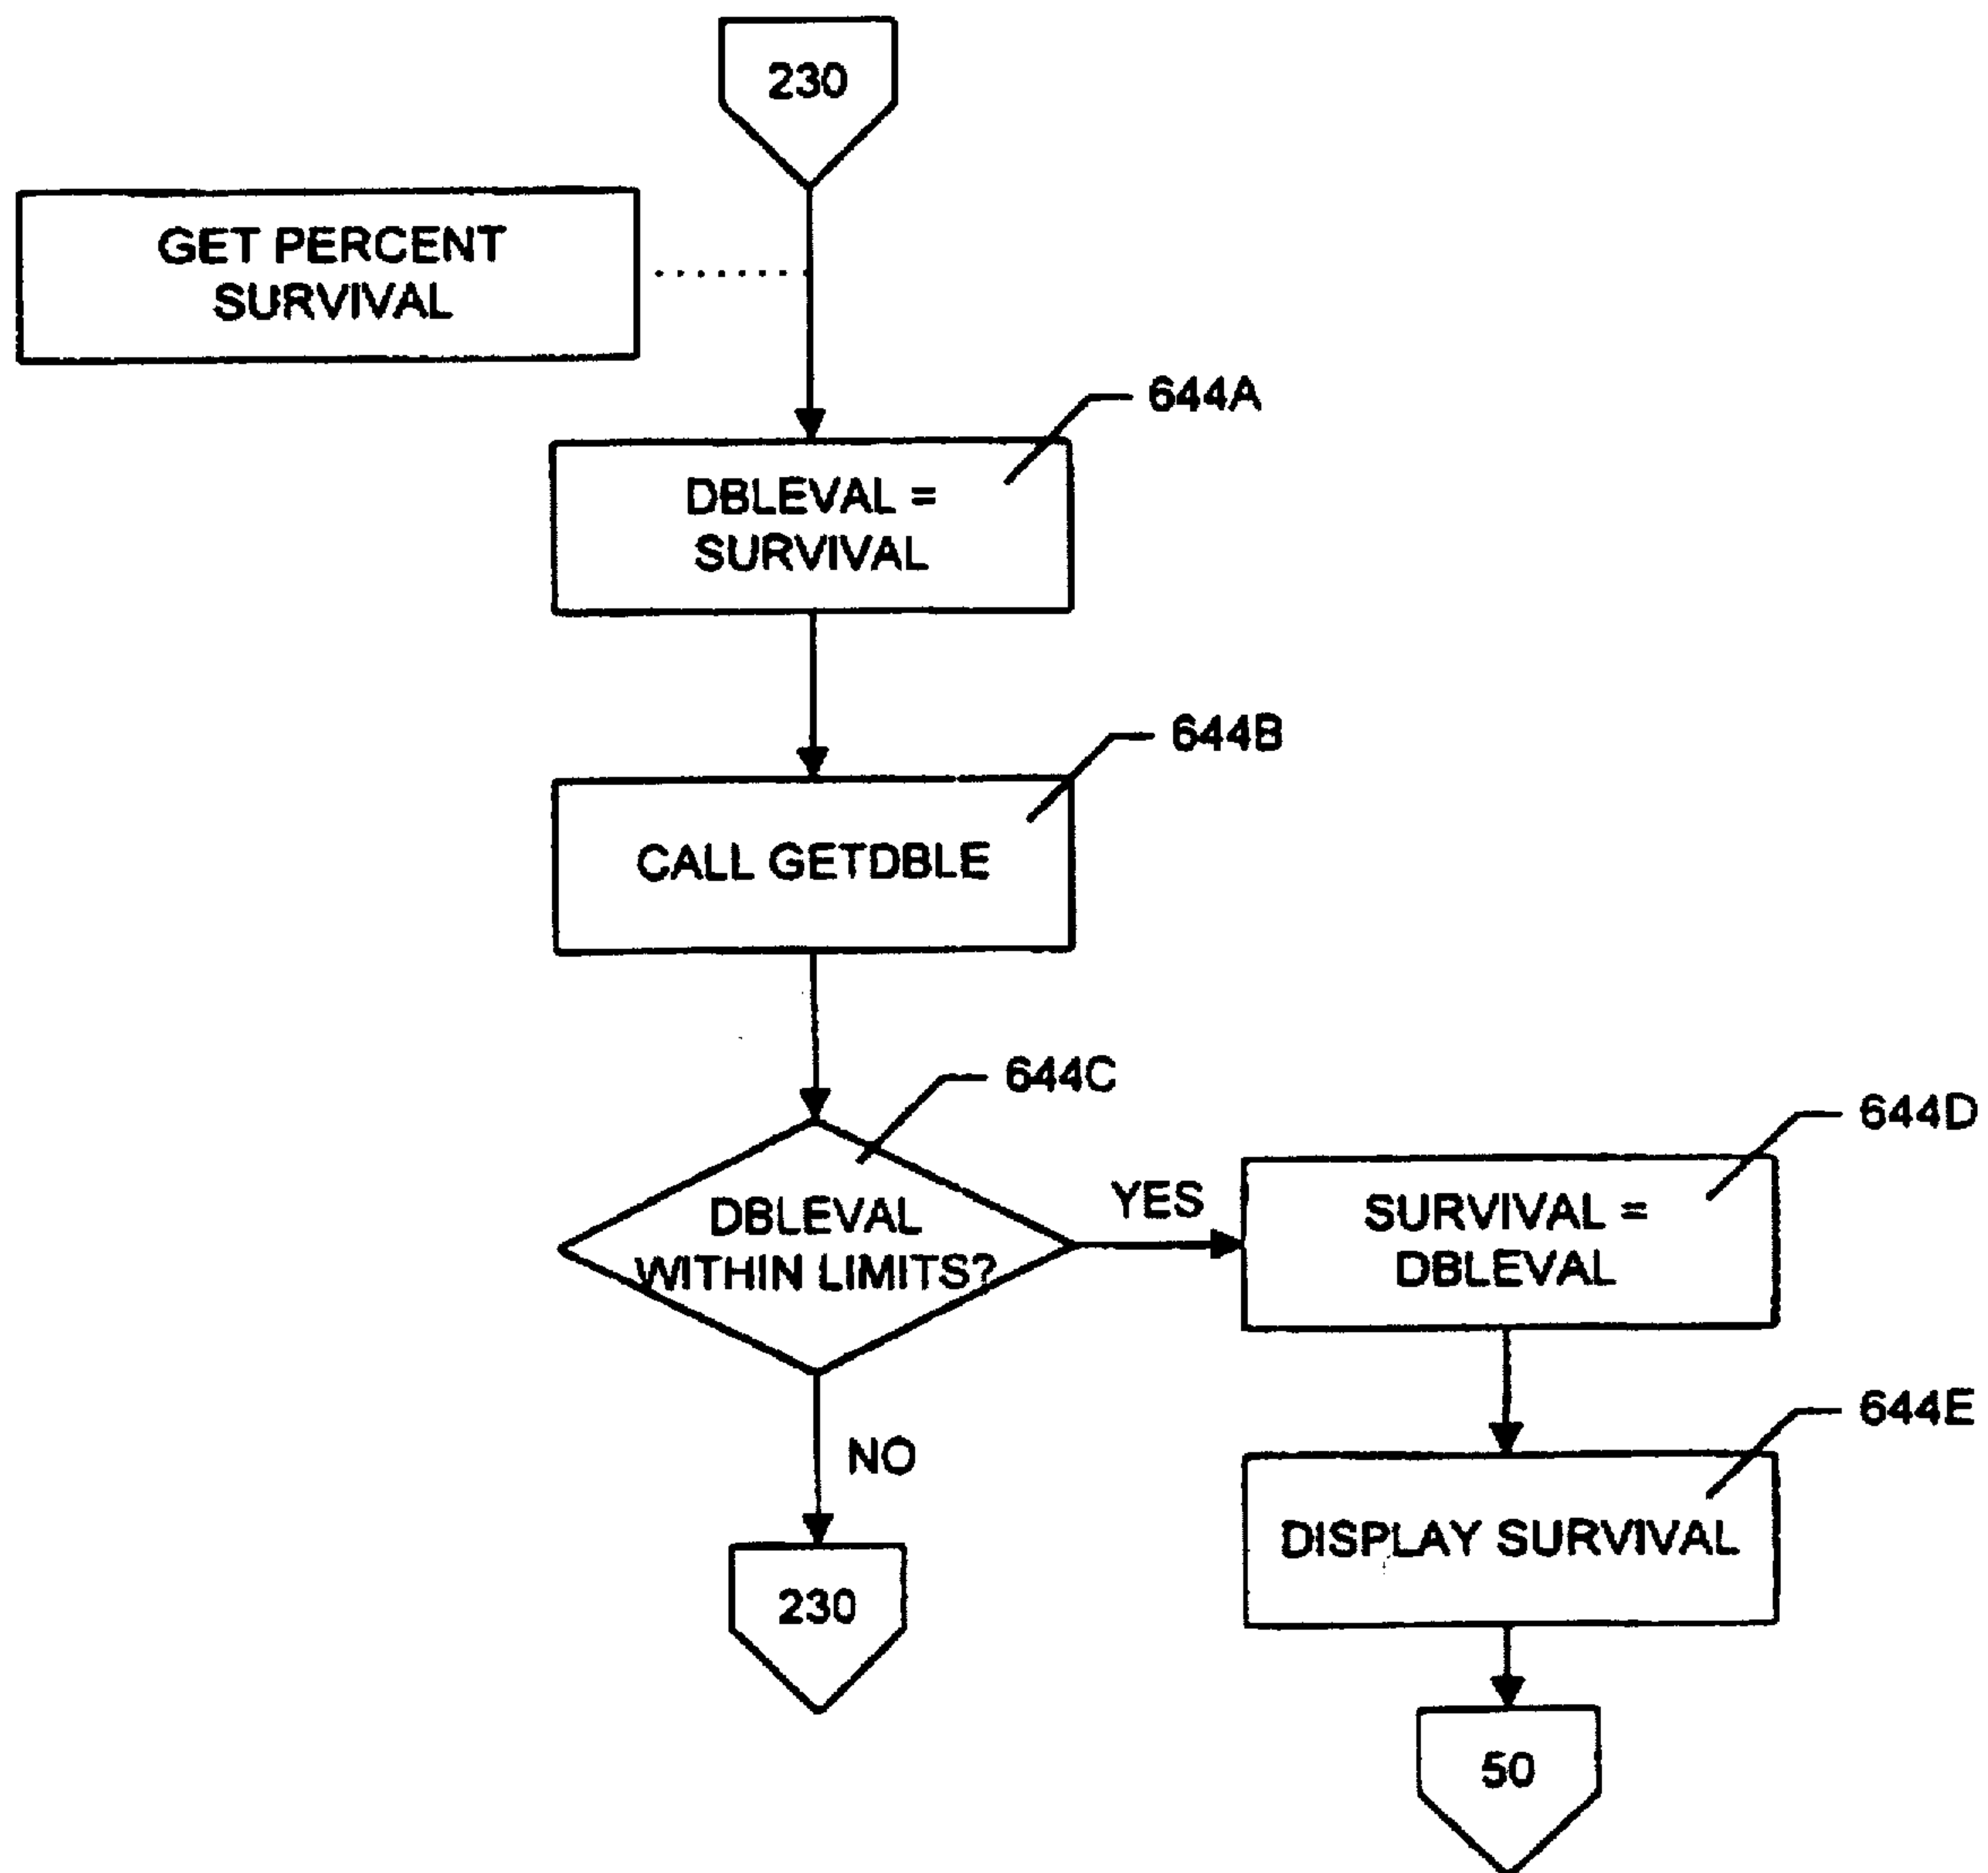 230
GET PERCENT
SURVIVAL
644A
DBLEVAL =
SURVIVAL
644B
CALL GETDBLE
644C
644D
DBLEVAL
WITHIN LIMITS?
YES
SURVIVAL =
DBLEVAL
644E
NO
DISPLAY SURVIVAL
230
50